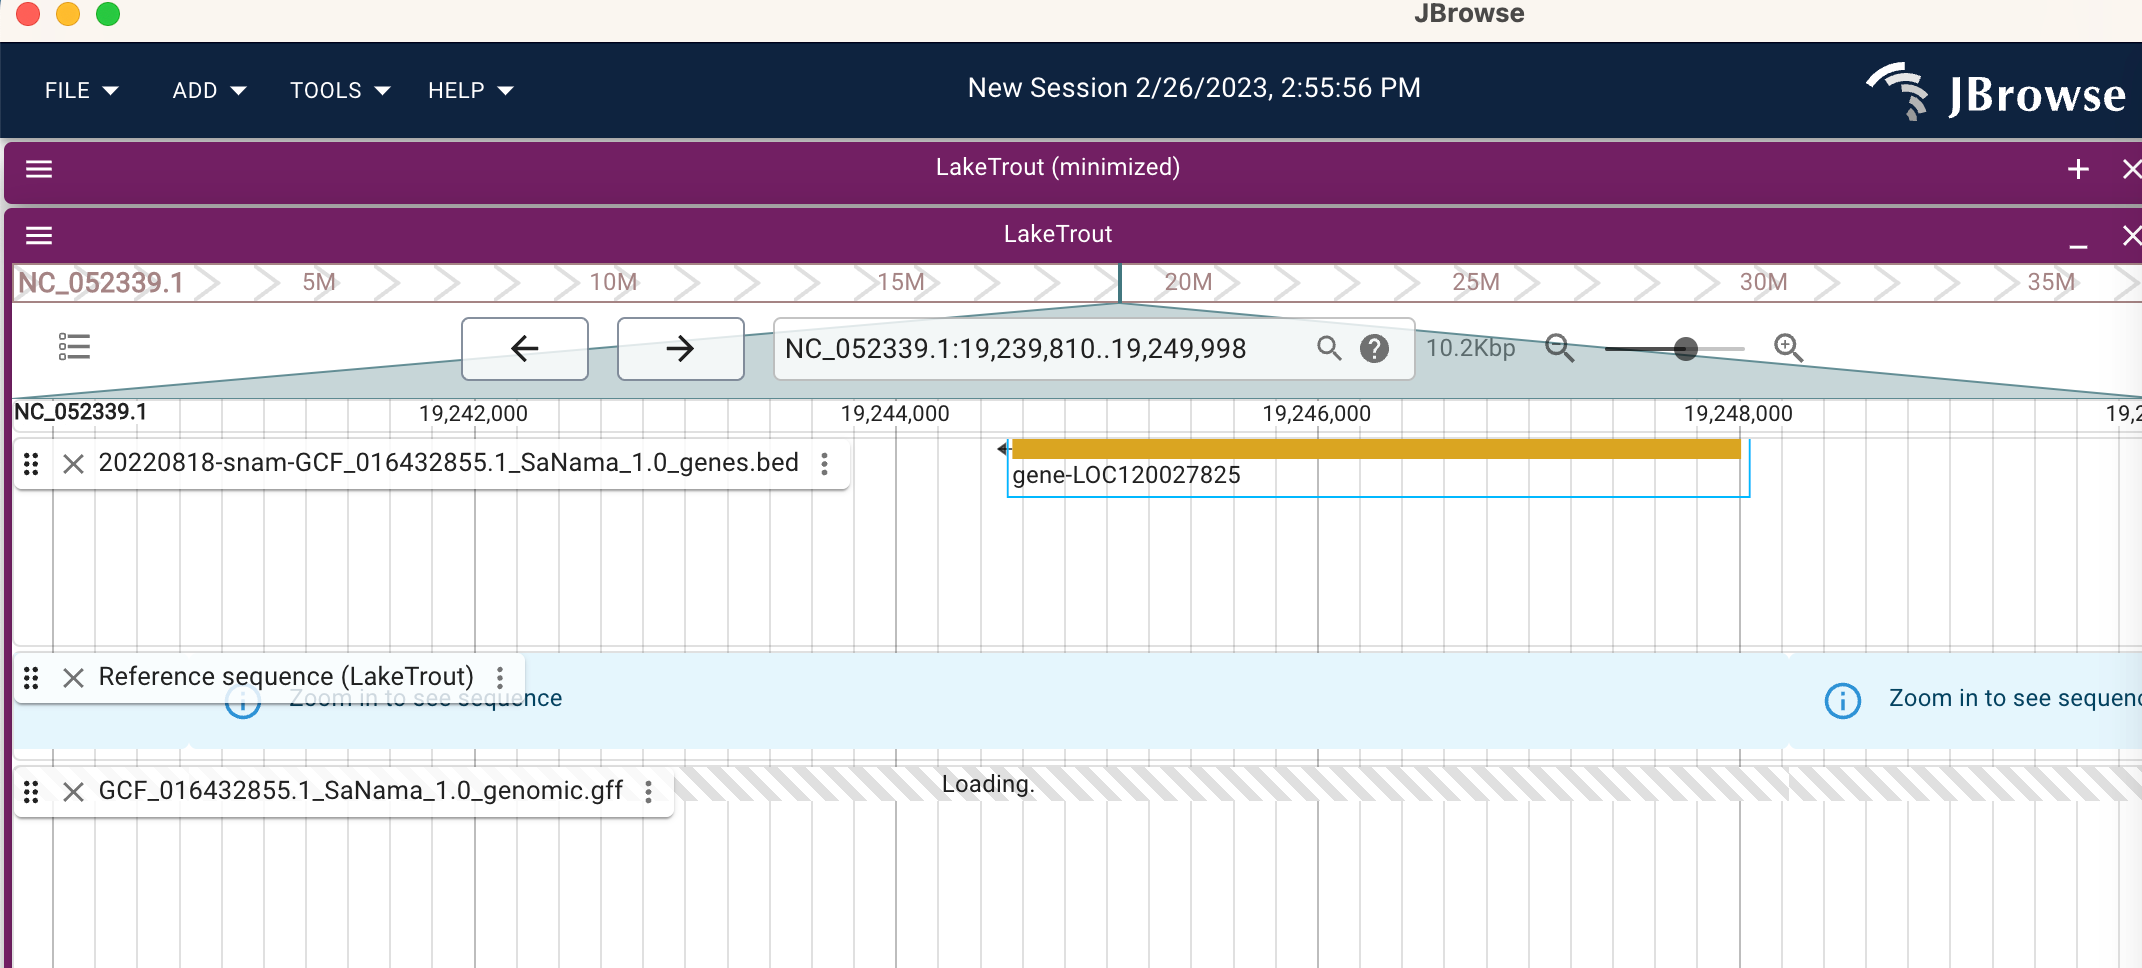 JBrowse
FILE ADD TOOLS HELP New Session 2/26/2023, 2:55:56 PM JBrowse
LakeTrout (minimized)
LakeTrout
NC_052339.1 5M 10M 15M 20M 25M 30M 35M
NC_052339.1:19,239,810..19,249,998 10.2Kbp
NC_052339.1 19,242,000 19,244,000 19,246,000 19,248,000 19,2
20220818-snam-GCF_016432855.1_SaNama_1.0_genes.bed
gene-LOC120027825
Reference sequence (LakeTrout)
Zoom in to see sequence Zoom in to see sequenc
GCF_016432855.1_SaNama_1.0_genomic.gff Loading.